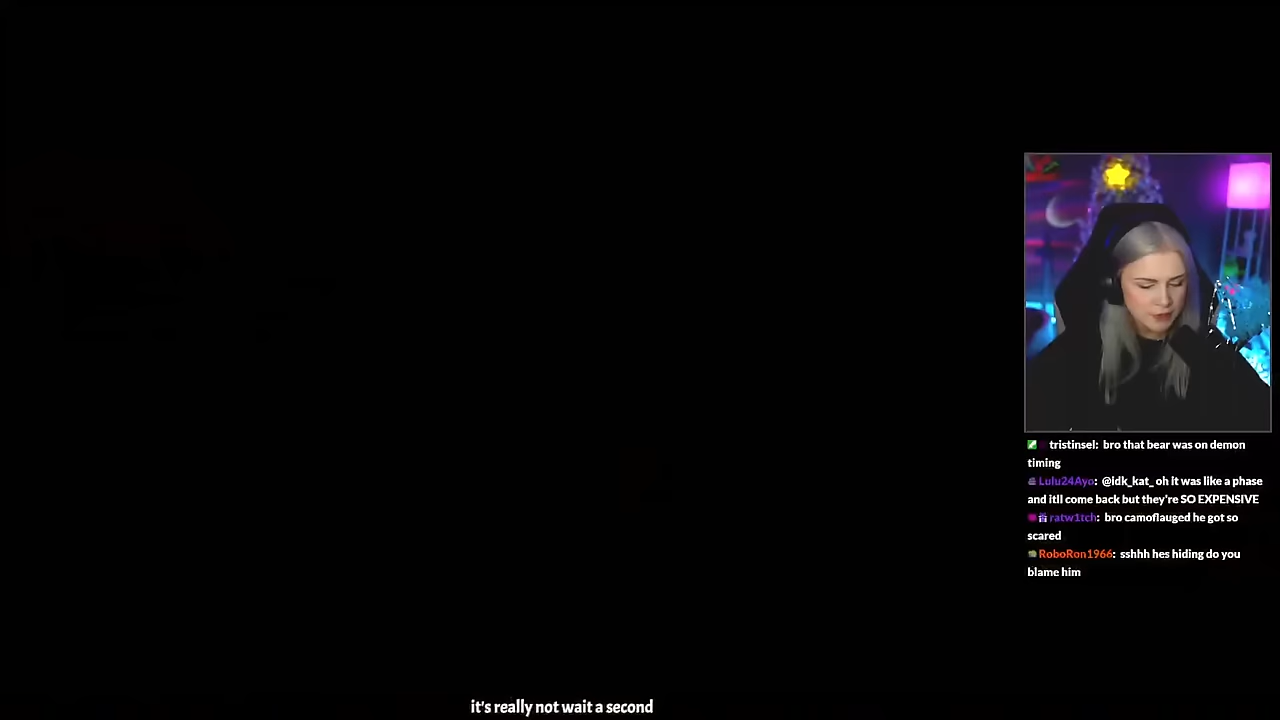 tristinsel: bro that bear was on demon
timing
Lulu24Ayo: @idk_kat_ oh it was like a phase
and itll come back but they're SO EXPENSIVE
ratw1tch: bro camoflauged he got so
scared
RoboRon1966: sshhh hes hiding do you
blame him
it's really not wait a second